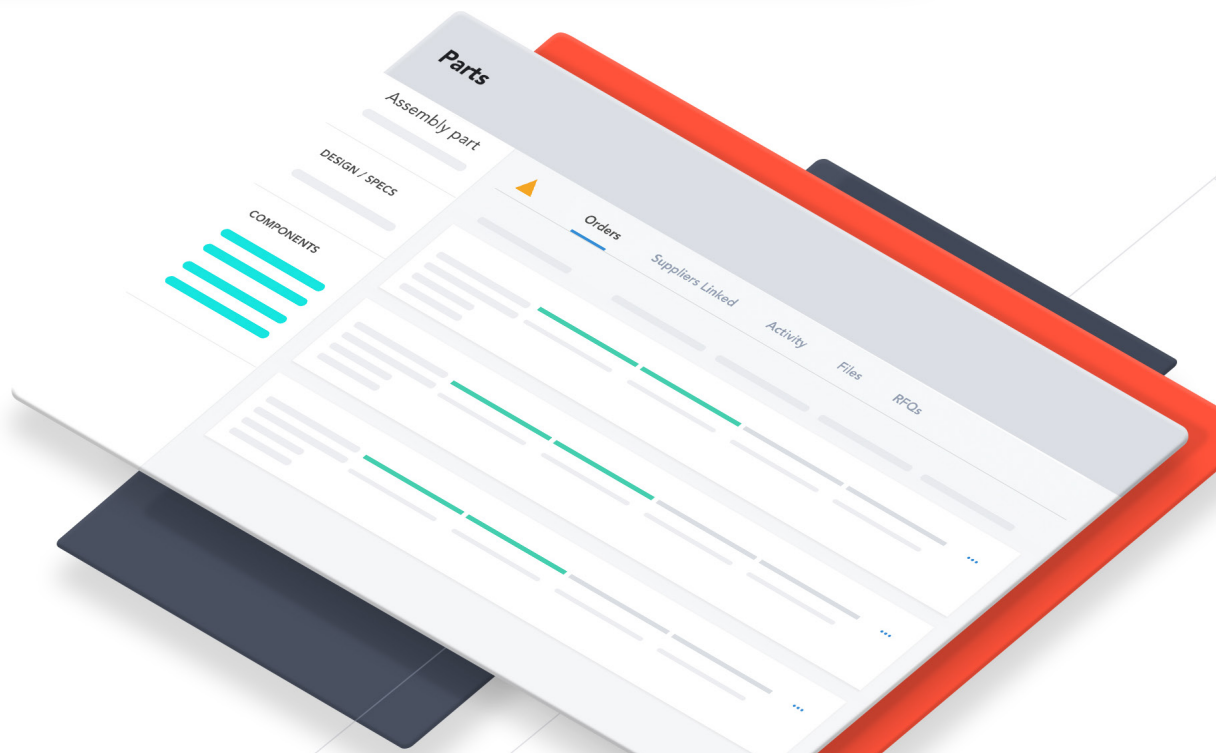 Parts
Assembly part
DESIGN / SPECS
COMPONENTS
Orders
Suppliers Linked
Activity
Files
RFQs